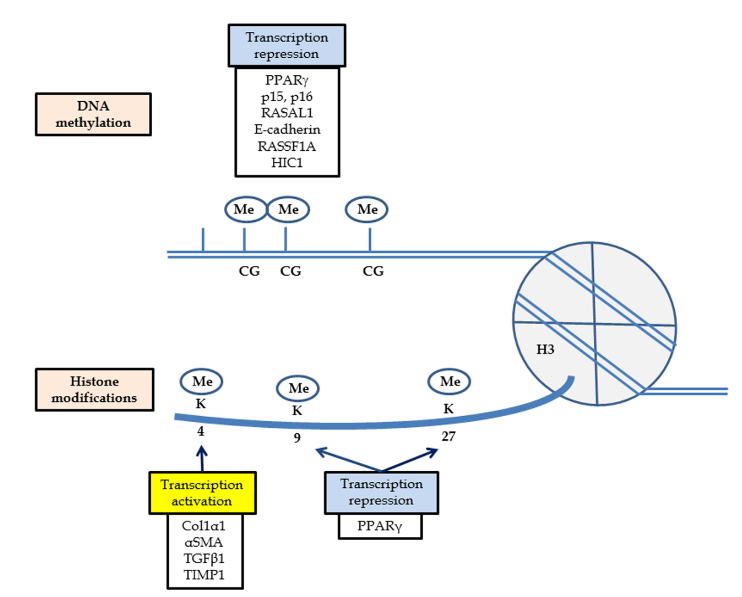 Transcription
repression
PPARγ
p15, p16
RASAL1
E-cadherin
RASSF1A
HIC1
DNA
methylation
Me Me Me
CG CG CG
H3
Histone
modifications
Me Me Me
K K K
4 9 27
Transcription
activation
Col1α1
αSMA
TGFβ1
TIMP1
Transcription
repression
PPARγ